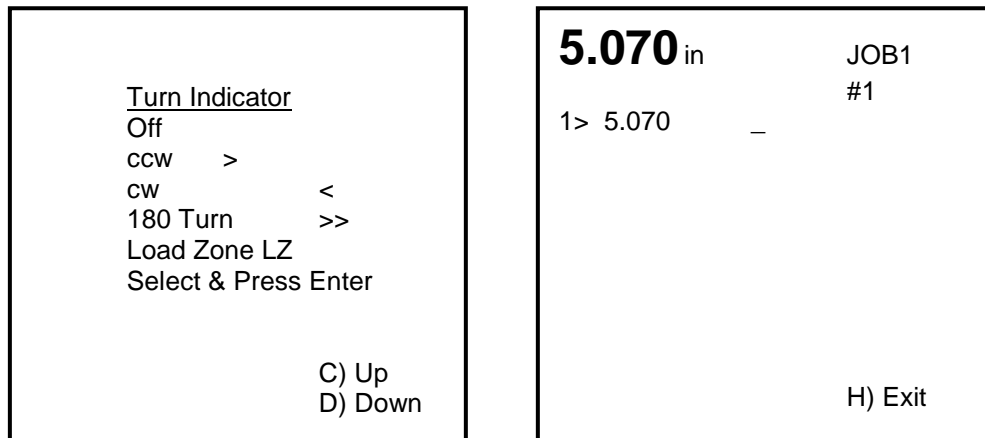 Turn Indicator
Off
ccw >
cw <
180 Turn >>
Load Zone LZ
Select & Press Enter
C) Up
D) Down
5.070 in JOB1
#1
1> 5.070 _
H) Exit